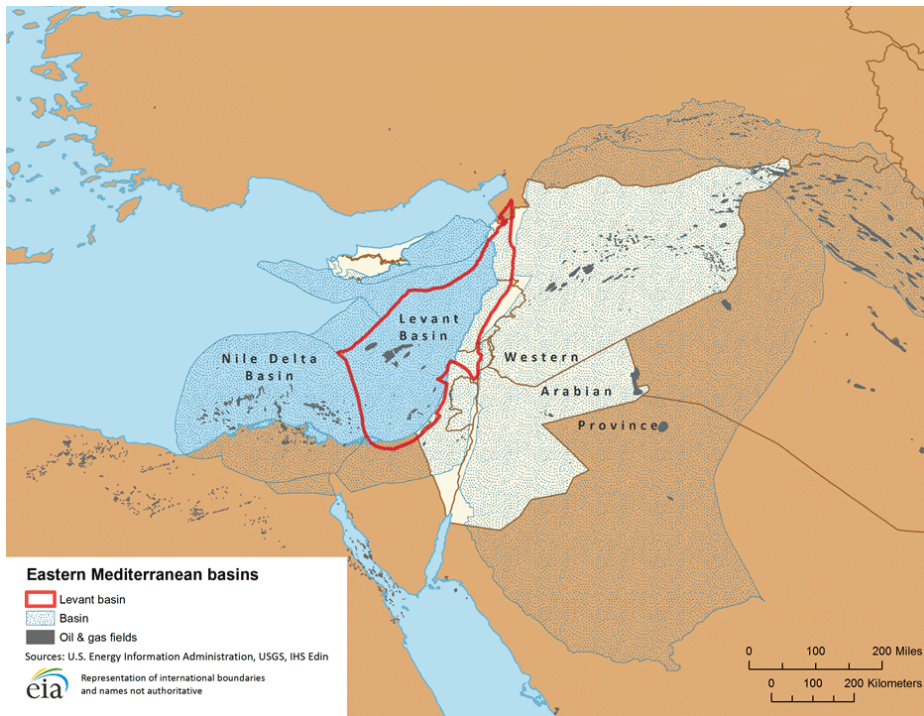 Levant
Basin
Nile Delta
Basin
Western
Arabian
Province
Eastern Mediterranean basins
Levant basin
Basin
Oil & gas fields
Sources: U.S. Energy Information Administration, USGS, IHS Edin
eia
Representation of international boundaries
and names not authoritative
0 100 200 Miles
0 100 200 Kilometers